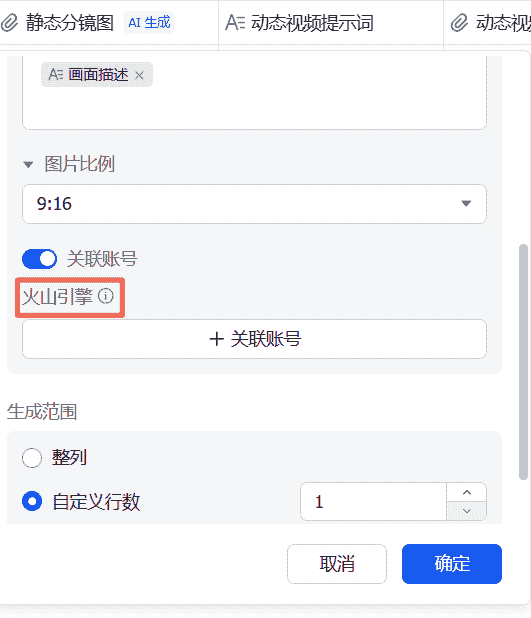 静态分镜图 AI 生成 动态视频提示词 动态视
画面描述 ×
图片比例
9:16
关联账号
火山引擎
+ 关联账号
生成范围
整列
自定义行数 1
取消 确定